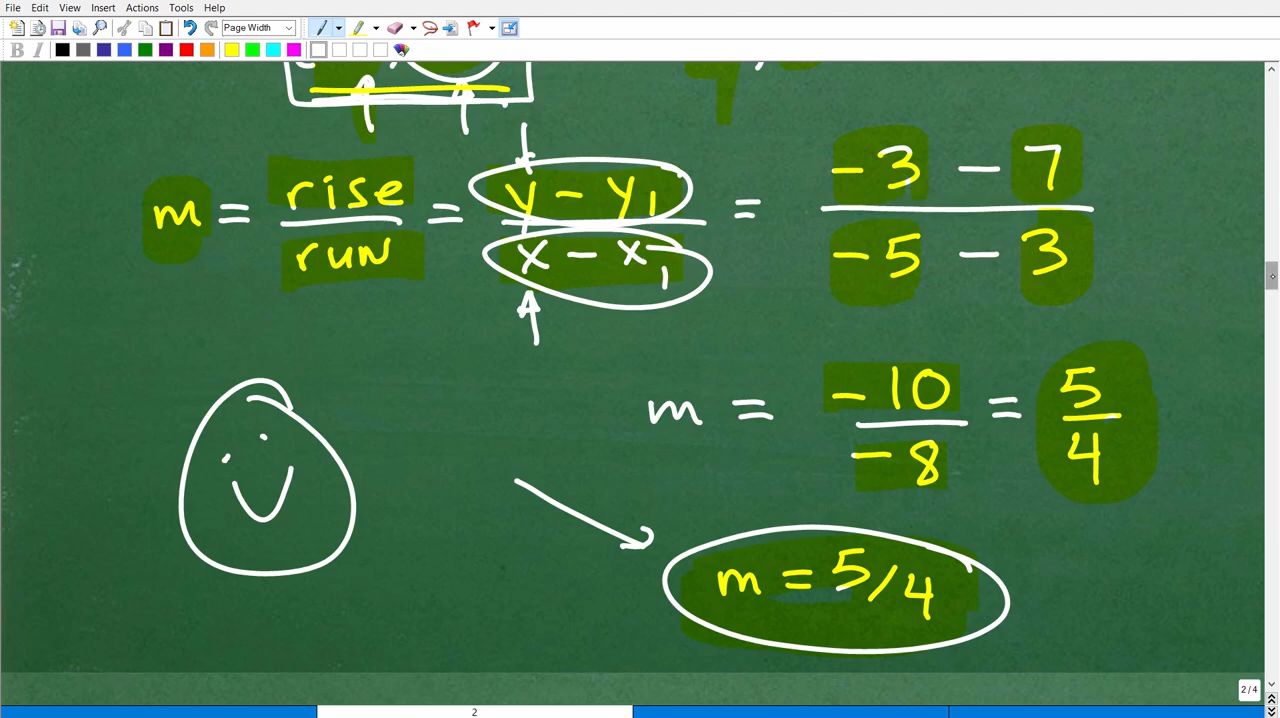 File Edit View Insert Actions Tools Help
Page Width
B I
m = rise / run = y - y₁ / x - x₁ = -3 - 7 / -5 - 3
m = -10 / -8 = 5 / 4
m = 5/4
2 / 4
2